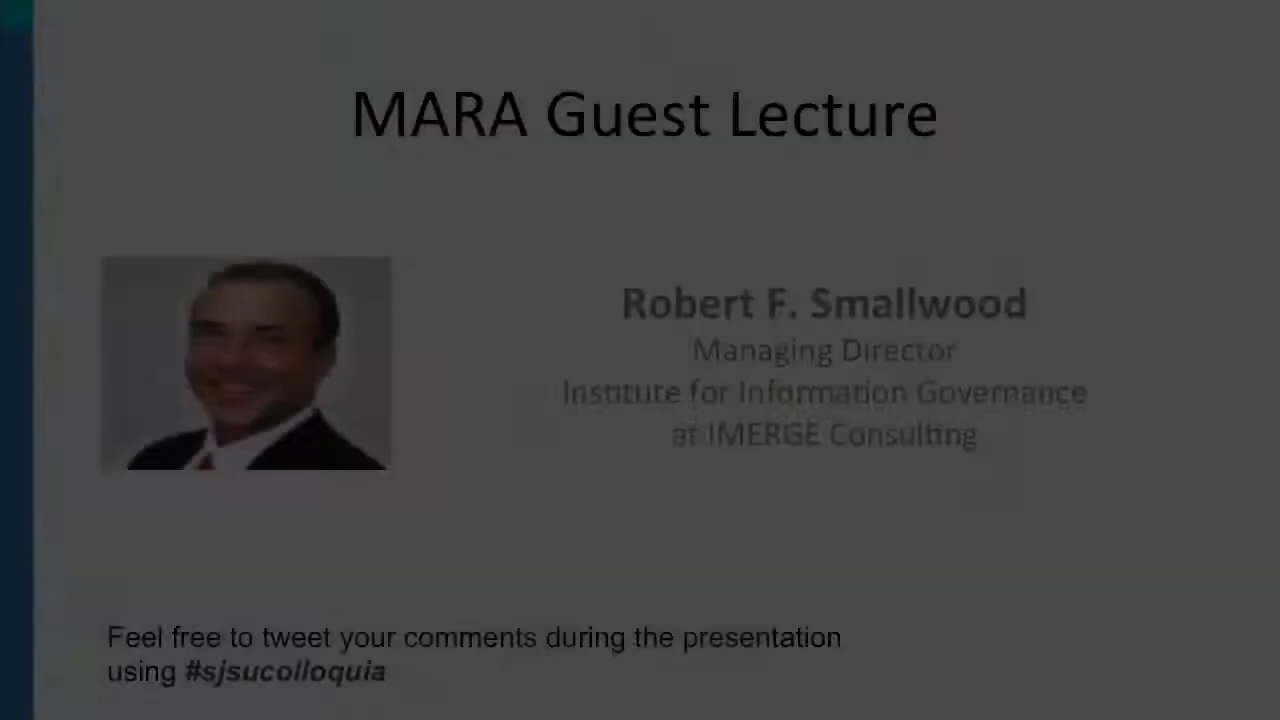 MARA Guest Lecture
Robert F. Smallwood
Managing Director
Institute for Information Governance
at IMERGE Consulting
Feel free to tweet your comments during the presentation
using #sjsucolloquia